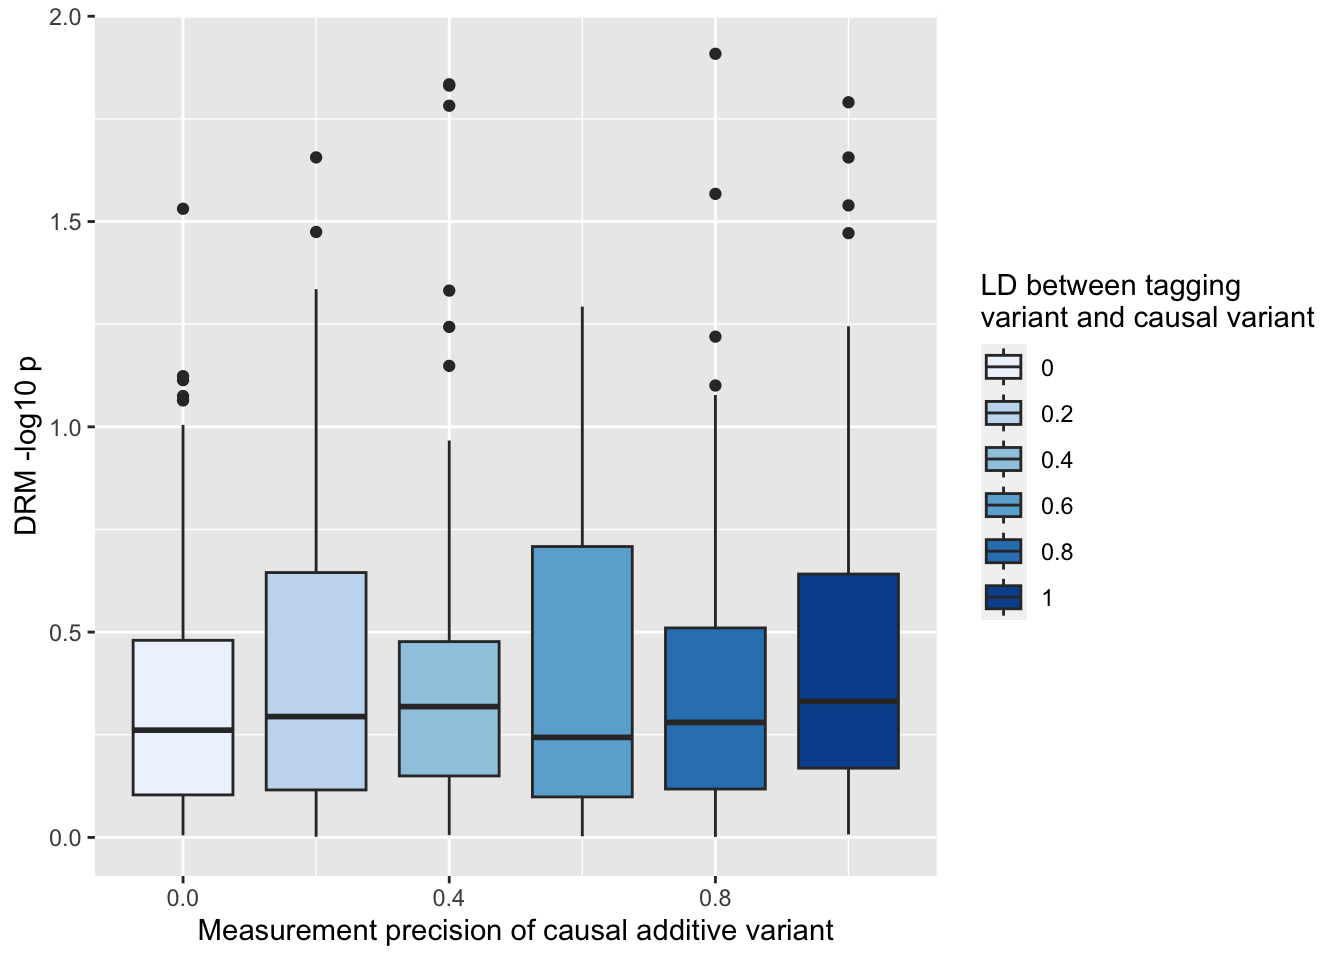 2.0
1.5
1.0
0.5
0.0
DRM -log10 p
0.0 0.4 0.8
Measurement precision of causal additive variant
LD between tagging
variant and causal variant
0
0.2
0.4
0.6
0.8
1